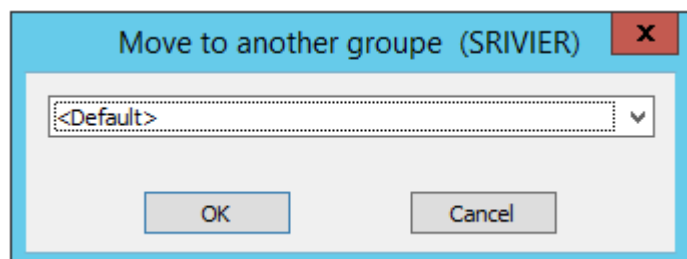 Move to another groupe (SRIVIER)
x
<Default>
OK
Cancel